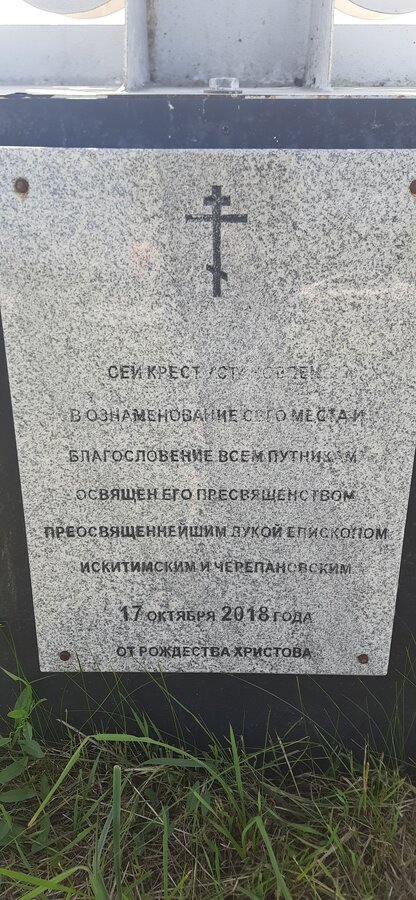 СЕЙ КРЕСТ УСТАНОВЛЕН
В ОЗНАМЕНОВАНИЕ СЕГО МЕСТА И
БЛАГОСЛОВЕНИЕ ВСЕМ ПУТНИКАМ
ОСВЯЩЕН ЕГО ПРЕСВЯЩЕНСТВОМ
ПРЕОСВЯЩЕННЕЙШИМ ЛУКОЙ ЕПИСКОПОМ
ИСКИТИМСКИМ И ЧЕРЕПАНОВСКИМ
17 ОКТЯБРЯ 2018 ГОДА
ОТ РОЖДЕСТВА ХРИСТОВА